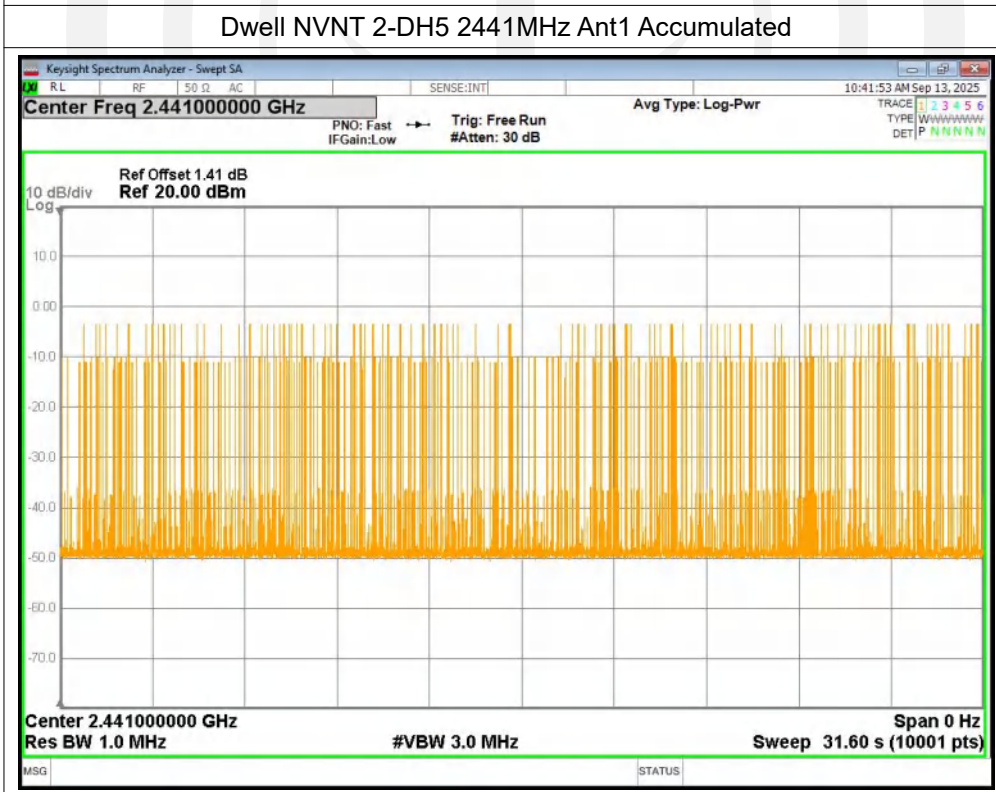 Dwell NVNT 2-DH5 2441MHz Ant1 Accumulated
Keysight Spectrum Analyzer - Swept SA
LXI RL RF 50 Ω AC SENSE:INT 10:41:53 AM Sep 13, 2025
Center Freq 2.441000000 GHz Avg Type: Log-Pwr TRACE 1 2 3 4 5 6
PNO: Fast Trig: Free Run TYPE W WWWWW
IFGain:Low #Atten: 30 dB DET P N N N N N
Ref Offset 1.41 dB
10 dB/div Ref 20.00 dBm
Log
10.0
0.00
-10.0
-20.0
-30.0
-40.0
-50.0
-60.0
-70.0
Center 2.441000000 GHz Span 0 Hz
Res BW 1.0 MHz #VBW 3.0 MHz Sweep 31.60 s (10001 pts)
MSG STATUS